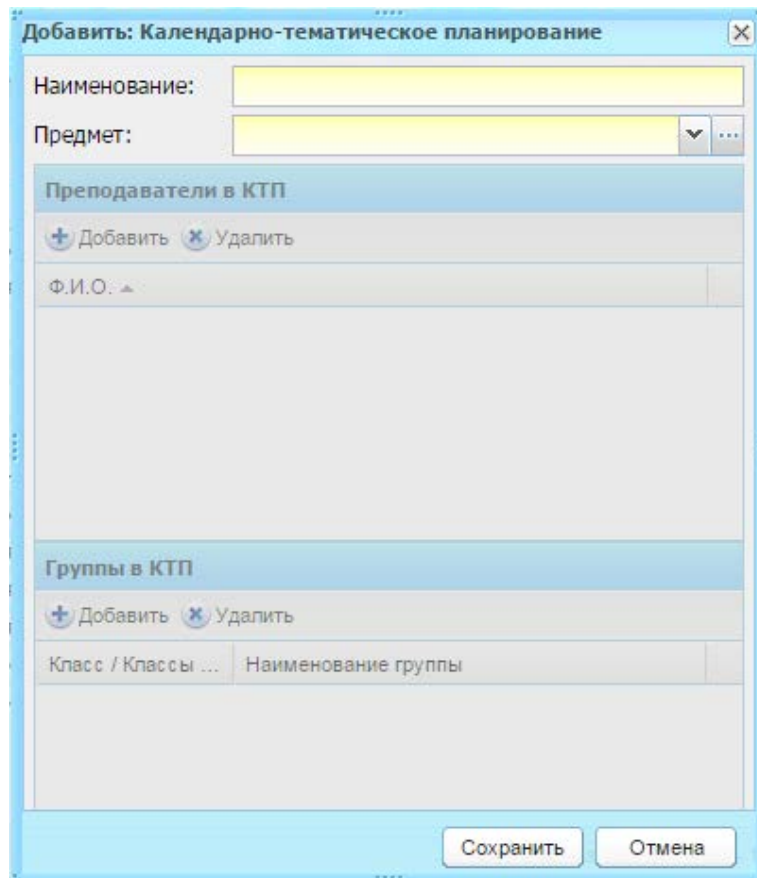 Добавить: Календарно-тематическое планирование
Наименование:
Предмет:
Преподаватели в КТП
Добавить Удалить
Ф.И.О.
Группы в КТП
Добавить Удалить
Класс / Классы ... Наименование группы
Сохранить Отмена